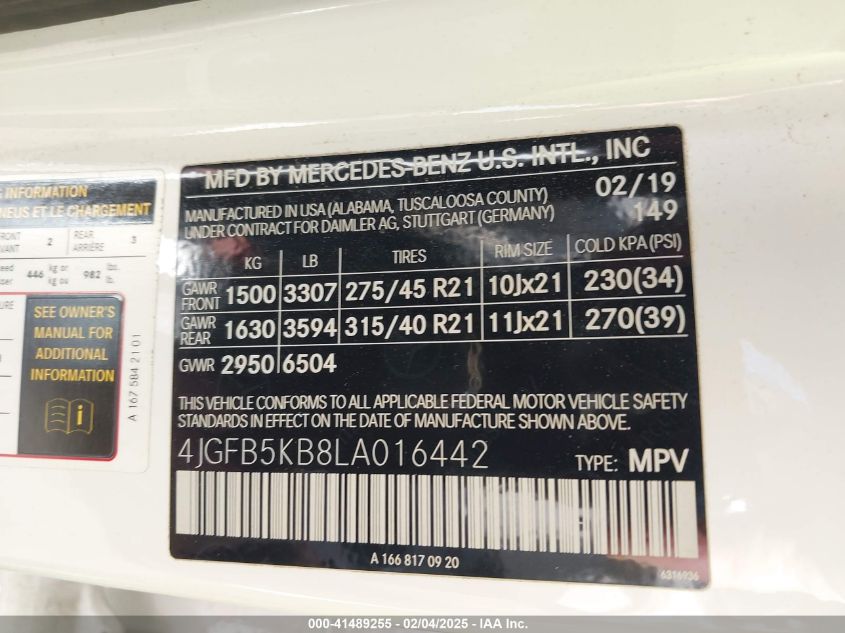 INFORMATION
NEUS ET LE CHARGEMENT
FRONT 2 REAR 3
AVANT ARRIÈRE
446 kg or 982 lbs.
kg ou lb.
SEE OWNER'S
MANUAL FOR
ADDITIONAL
INFORMATION
A 167 584 21 01
MFD BY MERCEDES-BENZ U.S. INTL., INC
MANUFACTURED IN USA (ALABAMA, TUSCALOOSA COUNTY) 02/19
UNDER CONTRACT FOR DAIMLER AG, STUTTGART (GERMANY) 149
KG LB TIRES RIM SIZE COLD KPA(PSI)
GAWR FRONT 1500 3307 275/45 R21 10Jx21 230(34)
GAWR REAR 1630 3594 315/40 R21 11Jx21 270(39)
GVWR 2950 6504
THIS VEHICLE CONFORMS TO ALL APPLICABLE FEDERAL MOTOR VEHICLE SAFETY
STANDARDS IN EFFECT ON THE DATE OF MANUFACTURE SHOWN ABOVE.
4JGFB5KB8LA016442 TYPE: MPV
A 166 817 09 20
6316936
000-41489255 - 02/04/2025 - IAA Inc.